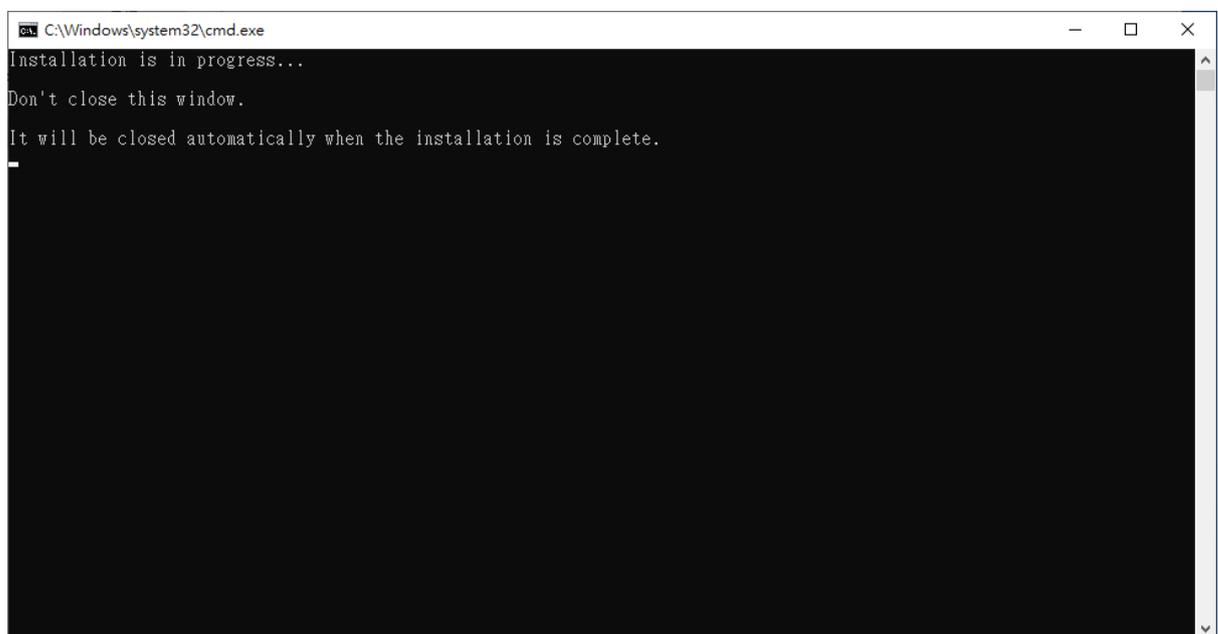 C:\Windows\system32\cmd.exe
Installation is in progress...
Don't close this window.
It will be closed automatically when the installation is complete.